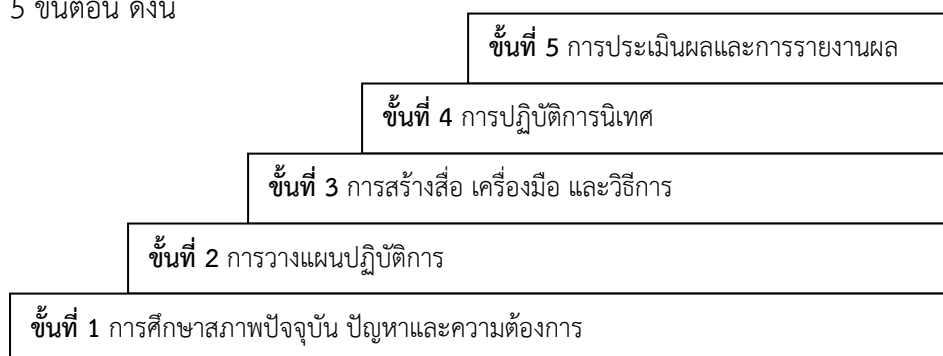 5 ขั้นตอน ดังนี้
ขั้นที่ 5 การประเมินผลและการรายงานผล
ขั้นที่ 4 การปฏิบัติการนิเทศ
ขั้นที่ 3 การสร้างสื่อ เครื่องมือ และวิธีการ
ขั้นที่ 2 การวางแผนปฏิบัติการ
ขั้นที่ 1 การศึกษาสภาพปัจจุบัน ปัญหาและความต้องการ